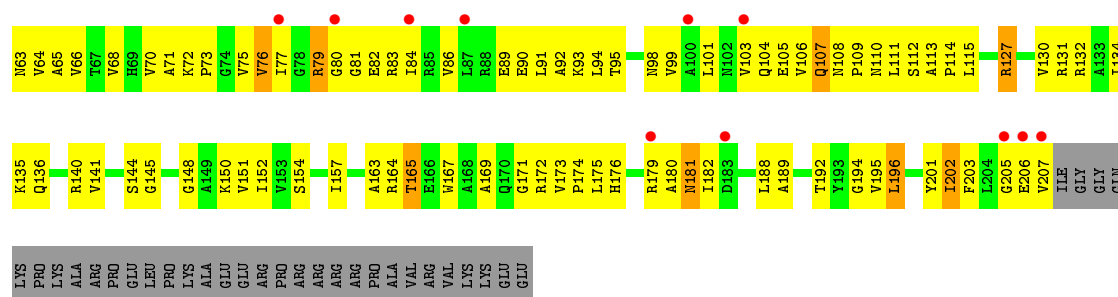 N63 V64 A65 V66 T67 V68 H69 V70 A71 K72 P73 G74 V75 V76 I77 G78 R79 G80 G81 E82 R83 I84 R85 V86 L87 R88 E89 E90 L91 A92 K93 L94 T95 N98 V99 A100 L101 N102 V103 Q104 E105 V106 Q107 N108 P109 N110 L111 S112 A113 P114 L115 R127 V130 R131 R132 A133 I134
K135 Q136 R140 V141 S144 G145 G148 A149 K150 V151 I152 V153 S154 I157 A163 R164 T165 E166 W167 A168 A169 Q170 G171 R172 V173 P174 L175 H176 R179 A180 N181 I182 D183 L188 A189 T192 Y193 G194 V195 L196 Y201 I202 F203 L204 G205 E206 V207 ILE GLY GLY GLN
LYS PRO LYS ALA ARG PRO GLU LEU PRO LYS ALA GLU GLU ARG PRO ARG ARG ARG ARG PRO ALA VAL ARG VAL LYS LYS GLU GLU